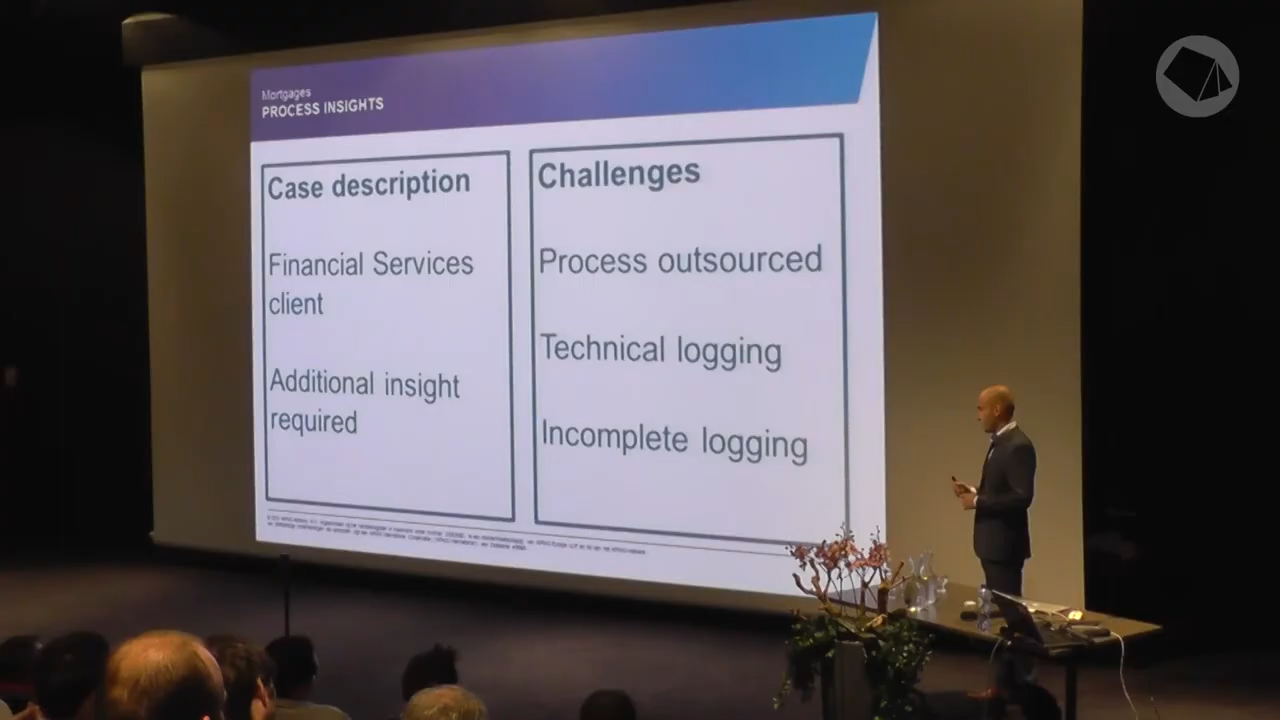 Mortgages
PROCESS INSIGHTS
Case description
Financial Services
client
Additional insight
required
Challenges
Process outsourced
Technical logging
Incomplete logging